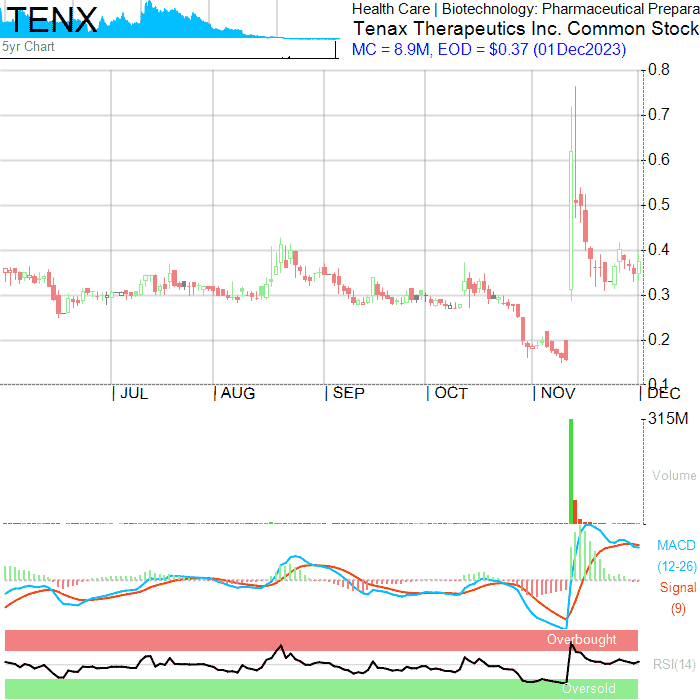 TENX
5yr Chart
Health Care | Biotechnology: Pharmaceutical Prepara
Tenax Therapeutics Inc. Common Stock
MC = 8.9M, EOD = $0.37 (01Dec2023)
0.8
0.7
0.6
0.5
0.4
0.3
0.2
0.1
| JUL | AUG | SEP | OCT | NOV | DEC
315M
Volume
MACD
(12-26)
Signal
(9)
Overbought
RSI(14)
Oversold